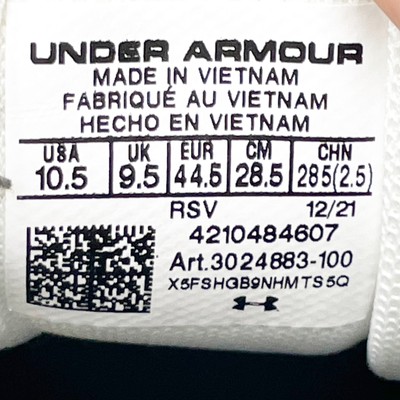 UNDER ARMOUR
MADE IN VIETNAM
FABRIQUÉ AU VIETNAM
HECHO EN VIETNAM
USA UK EUR CM CHN
10.5 9.5 44.5 28.5 285(2.5)
RSV 12/21
4210484607
Art.3024883-100
X5FSHGB9NHMTS5Q